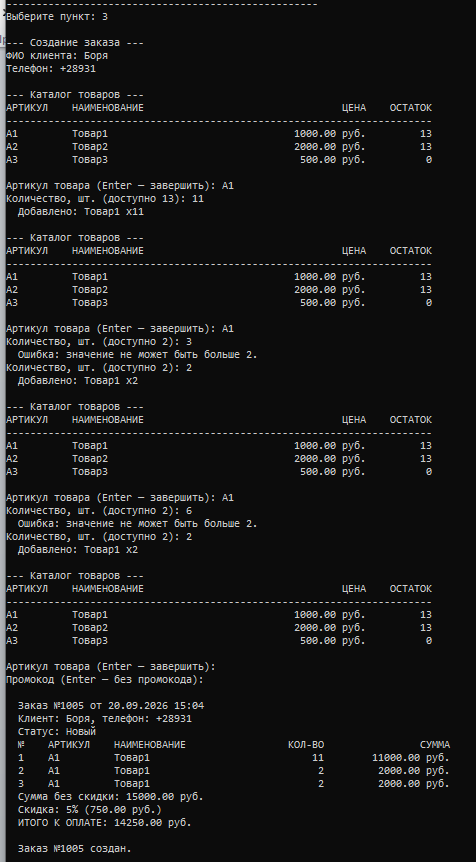 --------------------------------------------------
Выберите пункт: 3
--- Создание заказа ---
ФИО клиента: Боря
Телефон: +28931
--- Каталог товаров ---
АРТИКУЛ НАИМЕНОВАНИЕ ЦЕНА ОСТАТОК
-----------------------------------------------------------------------
A1 Товар1 1000.00 руб. 13
A2 Товар2 2000.00 руб. 13
A3 Товар3 500.00 руб. 0
Артикул товара (Enter — завершить): A1
Количество, шт. (доступно 13): 11
Добавлено: Товар1 x11
--- Каталог товаров ---
АРТИКУЛ НАИМЕНОВАНИЕ ЦЕНА ОСТАТОК
-----------------------------------------------------------------------
A1 Товар1 1000.00 руб. 13
A2 Товар2 2000.00 руб. 13
A3 Товар3 500.00 руб. 0
Артикул товара (Enter — завершить): A1
Количество, шт. (доступно 2): 3
Ошибка: значение не может быть больше 2.
Количество, шт. (доступно 2): 2
Добавлено: Товар1 x2
--- Каталог товаров ---
АРТИКУЛ НАИМЕНОВАНИЕ ЦЕНА ОСТАТОК
-----------------------------------------------------------------------
A1 Товар1 1000.00 руб. 13
A2 Товар2 2000.00 руб. 13
A3 Товар3 500.00 руб. 0
Артикул товара (Enter — завершить): A1
Количество, шт. (доступно 2): 6
Ошибка: значение не может быть больше 2.
Количество, шт. (доступно 2): 2
Добавлено: Товар1 x2
--- Каталог товаров ---
АРТИКУЛ НАИМЕНОВАНИЕ ЦЕНА ОСТАТОК
-----------------------------------------------------------------------
A1 Товар1 1000.00 руб. 13
A2 Товар2 2000.00 руб. 13
A3 Товар3 500.00 руб. 0
Артикул товара (Enter — завершить):
Промокод (Enter — без промокода):
Заказ №1005 от 20.09.2026 15:04
Клиент: Боря, телефон: +28931
Статус: Новый
№ АРТИКУЛ НАИМЕНОВАНИЕ КОЛ-ВО СУММА
1 A1 Товар1 11 11000.00 руб.
2 A1 Товар1 2 2000.00 руб.
3 A1 Товар1 2 2000.00 руб.
Сумма без скидки: 15000.00 руб.
Скидка: 5% (750.00 руб.)
ИТОГО К ОПЛАТЕ: 14250.00 руб.
Заказ №1005 создан.